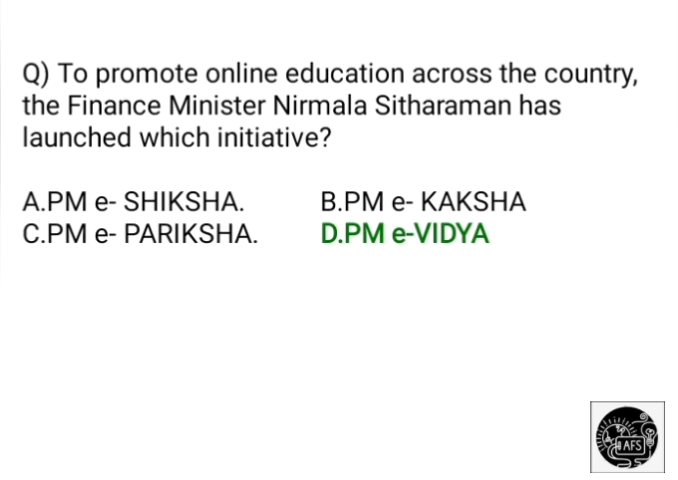 Q) To promote online education across the country,
the Finance Minister Nirmala Sitharaman has
launched which initiative?
A.PM e- SHIKSHA. B.PM e- KAKSHA
C.PM e- PARIKSHA. D.PM e-VIDYA
AFS